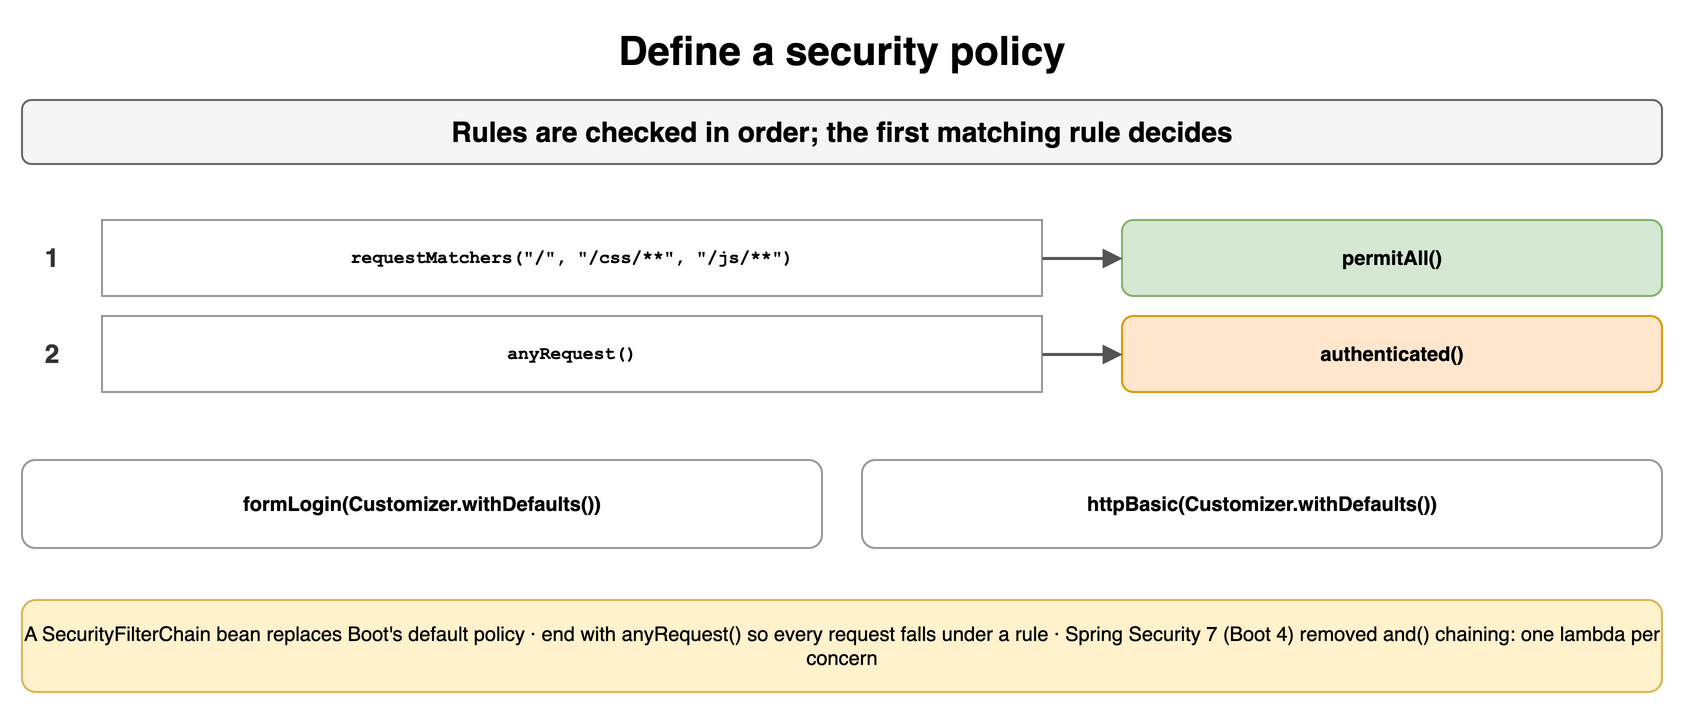 Define a security policy
Rules are checked in order; the first matching rule decides
1
requestMatchers("/", "/css/**", "/js/**")
permitAll()
2
anyRequest()
authenticated()
formLogin(Customizer.withDefaults())
httpBasic(Customizer.withDefaults())
A SecurityFilterChain bean replaces Boot's default policy · end with anyRequest() so every request falls under a rule · Spring Security 7 (Boot 4) removed and() chaining: one lambda per
concern